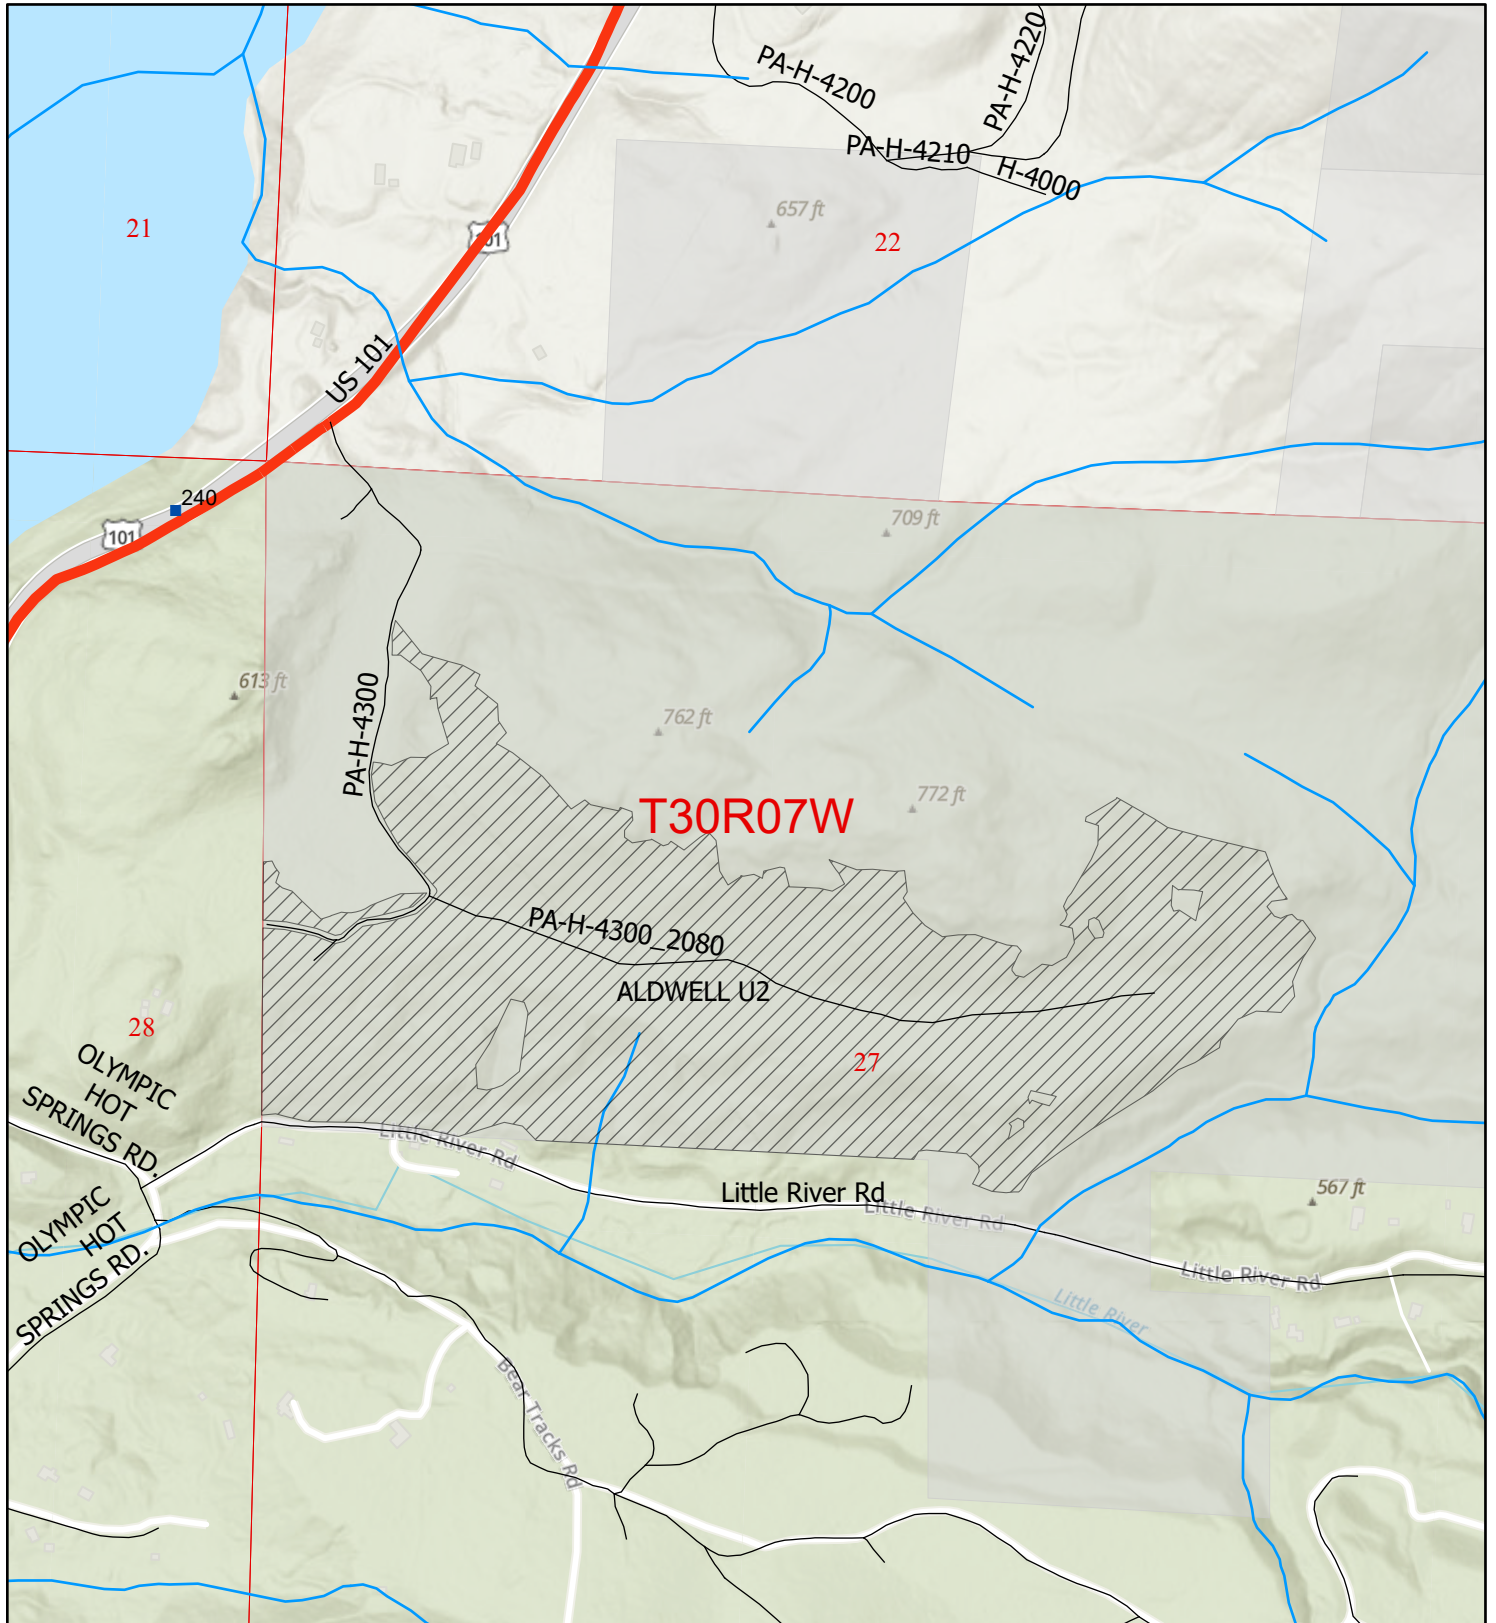 PA-H-4200
PA-H-4220
PA-H-4210
H-4000
657 ft
21
22
101
US 101
240
101
709 ft
613 ft
PA-H-4300
762 ft
772 ft
T30R07W
PA-H-4300_2080
ALDWELL U2
28
27
OLYMPIC
HOT
SPRINGS RD.
Little River Rd
Little River Rd
Little River Rd
567 ft
OLYMPIC
HOT
SPRINGS RD.
Little River Rd
Little River
Bear Tracks Rd